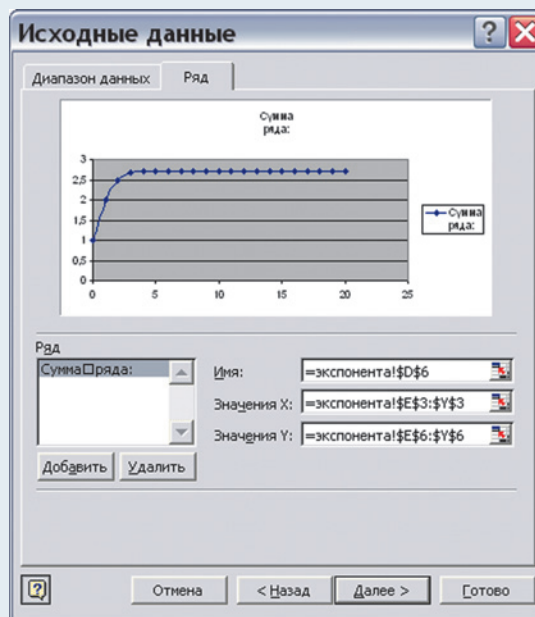 Исходные данные
Диапазон данных
Ряд
Сумма
ряда:
3
2,5
2
1,5
1
0,5
0
0 5 10 15 20 25
Сумма
ряда:
Ряд
Сумма□ряда:
Имя: =экспонента!$D$6
Значения X: =экспонента!$E$3:$Y$3
Значения Y: =экспонента!$E$6:$Y$6
Добавить Удалить
Отмена < Назад Далее > Готово